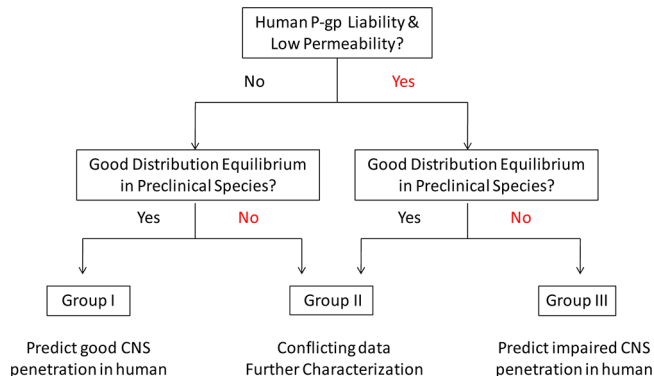 Human P-gp Liability &
Low Permeability?
No
Yes
Good Distribution Equilibrium
in Preclinical Species?
Good Distribution Equilibrium
in Preclinical Species?
Yes
No
Yes
No
Group I
Group II
Group III
Predict good CNS
penetration in human
Conflicting data
Further Characterization
Predict impaired CNS
penetration in human